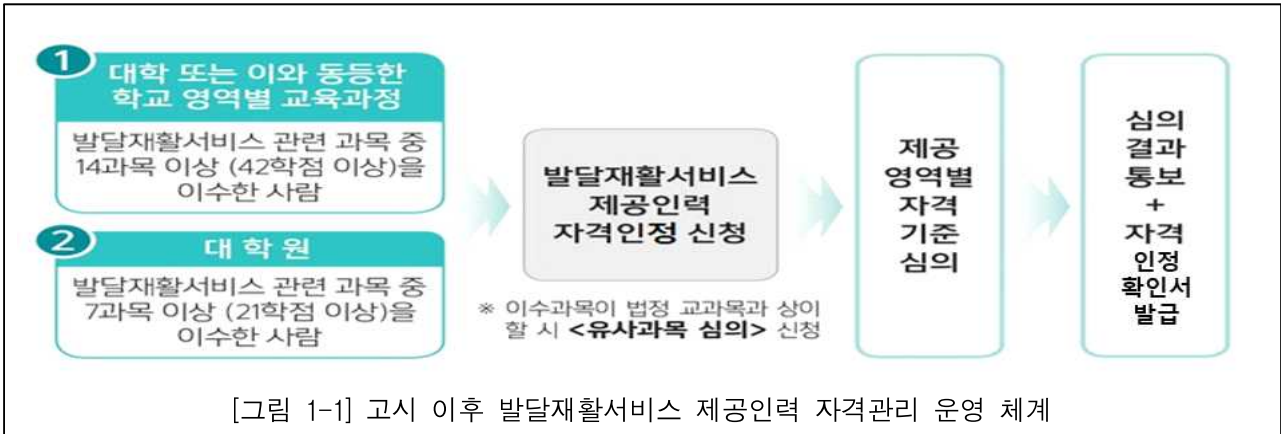 1
대학 또는 이와 동등한
학교 영역별 교육과정
발달재활서비스 관련 과목 중
14과목 이상 (42학점 이상)을
이수한 사람
2
대 학 원
발달재활서비스 관련 과목 중
7과목 이상 (21학점 이상)을
이수한 사람
발달재활서비스
제공인력
자격인정 신청
※ 이수과목이 법정 교과목과 상이
할 시 <유사과목 심의> 신청
제공
영역별
자격
기준
심의
심의
결과
통보
+
자격
인정
확인서
발급
[그림 1-1] 고시 이후 발달재활서비스 제공인력 자격관리 운영 체계